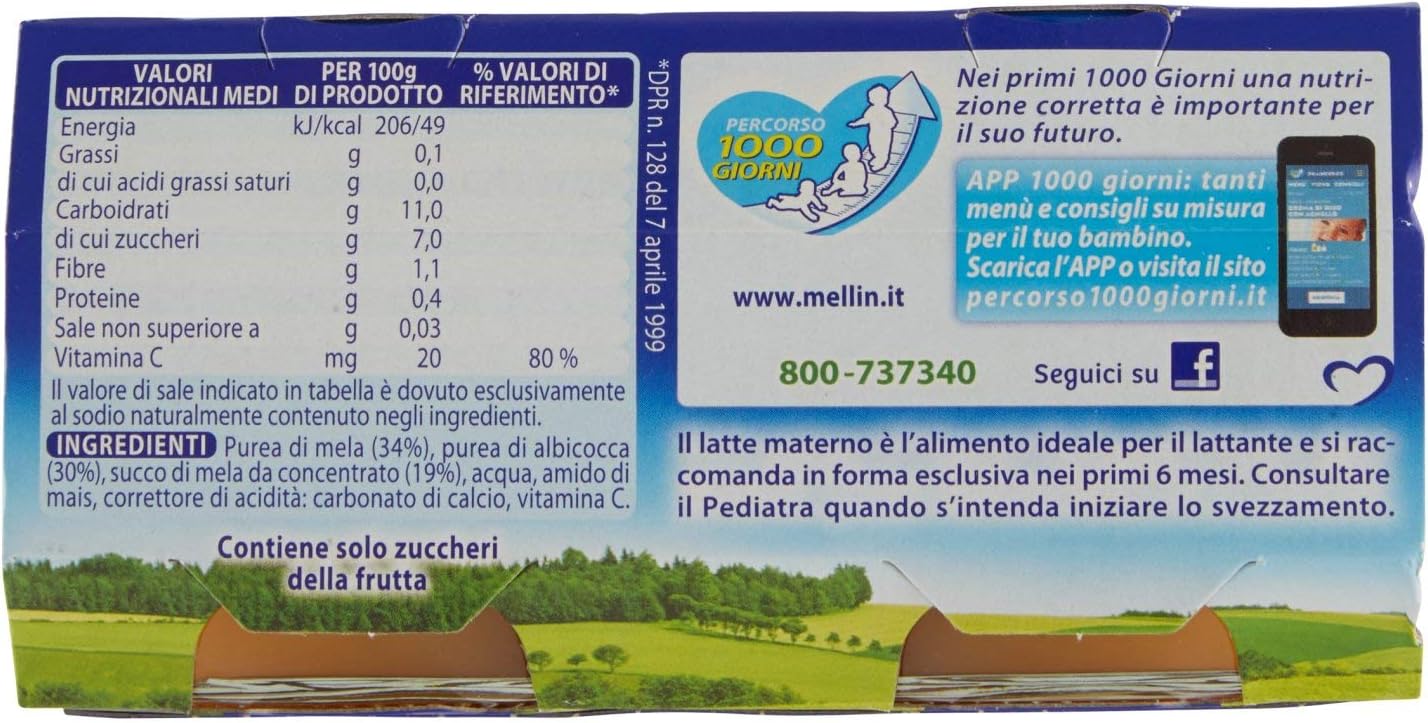 VALORI NUTRIZIONALI MEDI PER 100g DI PRODOTTO % VALORI DI RIFERIMENTO*
Energia kJ/kcal 206/49
Grassi g 0,1
di cui acidi grassi saturi g 0,0
Carboidrati g 11,0
di cui zuccheri g 7,0
Fibre g 1,1
Proteine g 0,4
Sale non superiore a g 0,03
Vitamina C mg 20 80 %
*DPR n. 128 del 7 aprile 1999
Il valore di sale indicato in tabella è dovuto esclusivamente
al sodio naturalmente contenuto negli ingredienti.
INGREDIENTI Purea di mela (34%), purea di albicocca
(30%), succo di mela da concentrato (19%), acqua, amido di
mais, correttore di acidità: carbonato di calcio, vitamina C.
Contiene solo zuccheri
della frutta
PERCORSO
1000
GIORNI
Nei primi 1000 Giorni una nutri-
zione corretta è importante per
il suo futuro.
APP 1000 giorni: tanti
menù e consigli su misura
per il tuo bambino.
Scarica l'APP o visita il sito
percorso1000giorni.it
www.mellin.it
800-737340
Seguici su f
Il latte materno è l'alimento ideale per il lattante e si rac-
comanda in forma esclusiva nei primi 6 mesi. Consultare
il Pediatra quando s'intenda iniziare lo svezzamento.